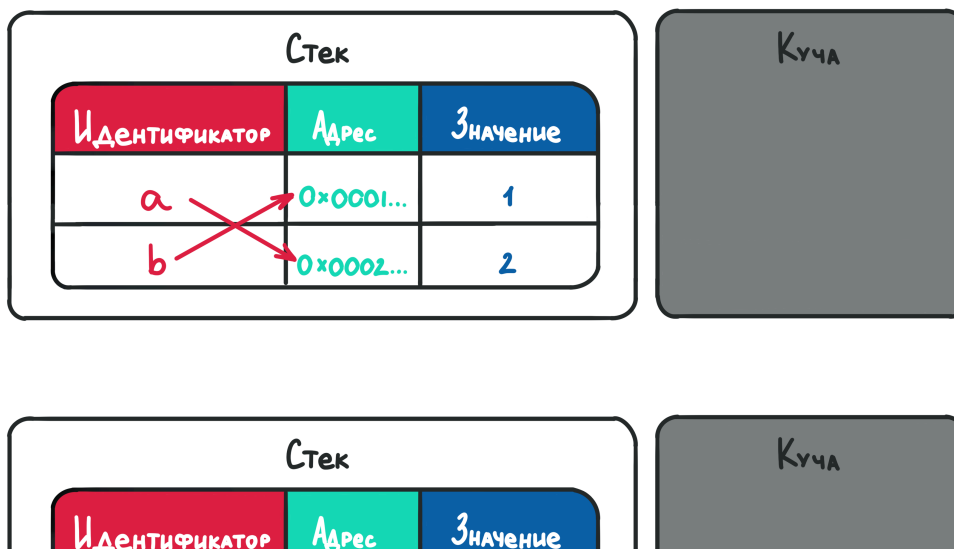 Стек
Куча
Идентификатор Адрес Значение
a 0x0001... 1
b 0x0002... 2
Стек
Куча
Идентификатор Адрес Значение